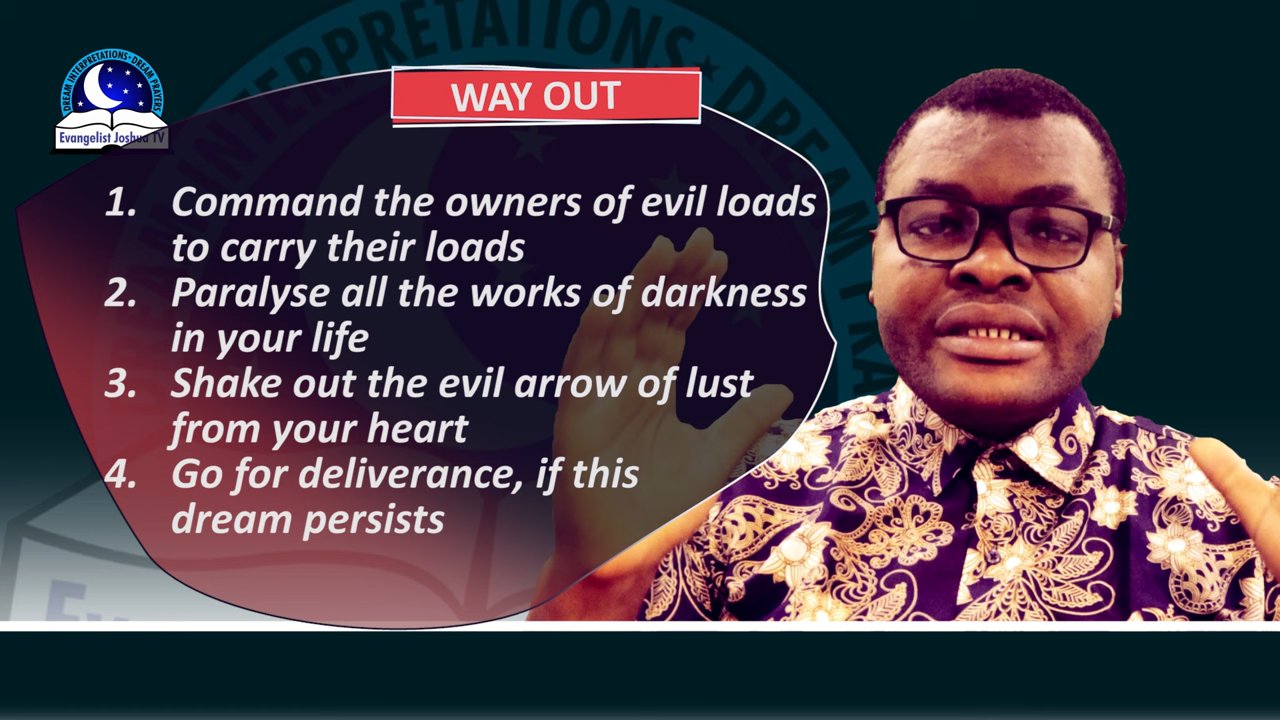 DREAM INTERPRETATIONS • DREAM PRAYERS
Evangelist Joshua TV
INTERPRETATIONS
DREAM
WAY OUT
1. Command the owners of evil loads
to carry their loads
2. Paralyse all the works of darkness
in your life
3. Shake out the evil arrow of lust
from your heart
4. Go for deliverance, if this
dream persists